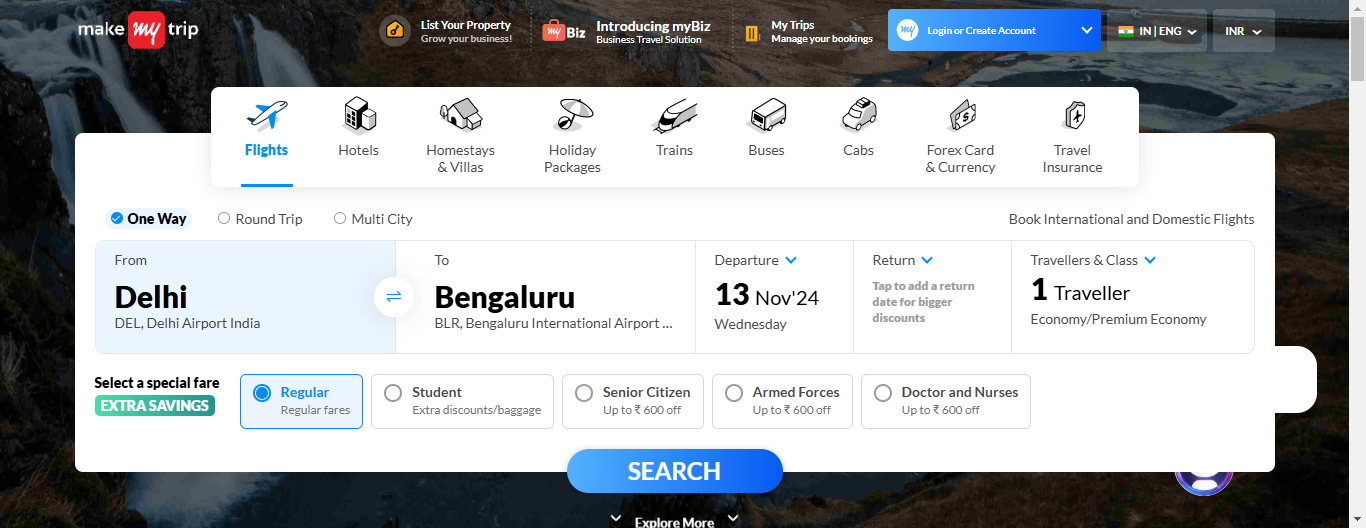 make my trip
List Your Property
Grow your business!
my Biz
Introducing myBiz
Business Travel Solution
My Trips
Manage your bookings
my
Login or Create Account
IN | ENG
INR
Flights
Hotels
Homestays
& Villas
Holiday
Packages
Trains
Buses
Cabs
Forex Card
& Currency
Travel
Insurance
One Way
Round Trip
Multi City
Book International and Domestic Flights
From
Delhi
DEL, Delhi Airport India
To
Bengaluru
BLR, Bengaluru International Airport ...
Departure
13 Nov'24
Wednesday
Return
Tap to add a return
date for bigger
discounts
Travellers & Class
1 Traveller
Economy/Premium Economy
Select a special fare
EXTRA SAVINGS
Regular
Regular fares
Student
Extra discounts/baggage
Senior Citizen
Up to ₹ 600 off
Armed Forces
Up to ₹ 600 off
Doctor and Nurses
Up to ₹ 600 off
SEARCH
Explore More